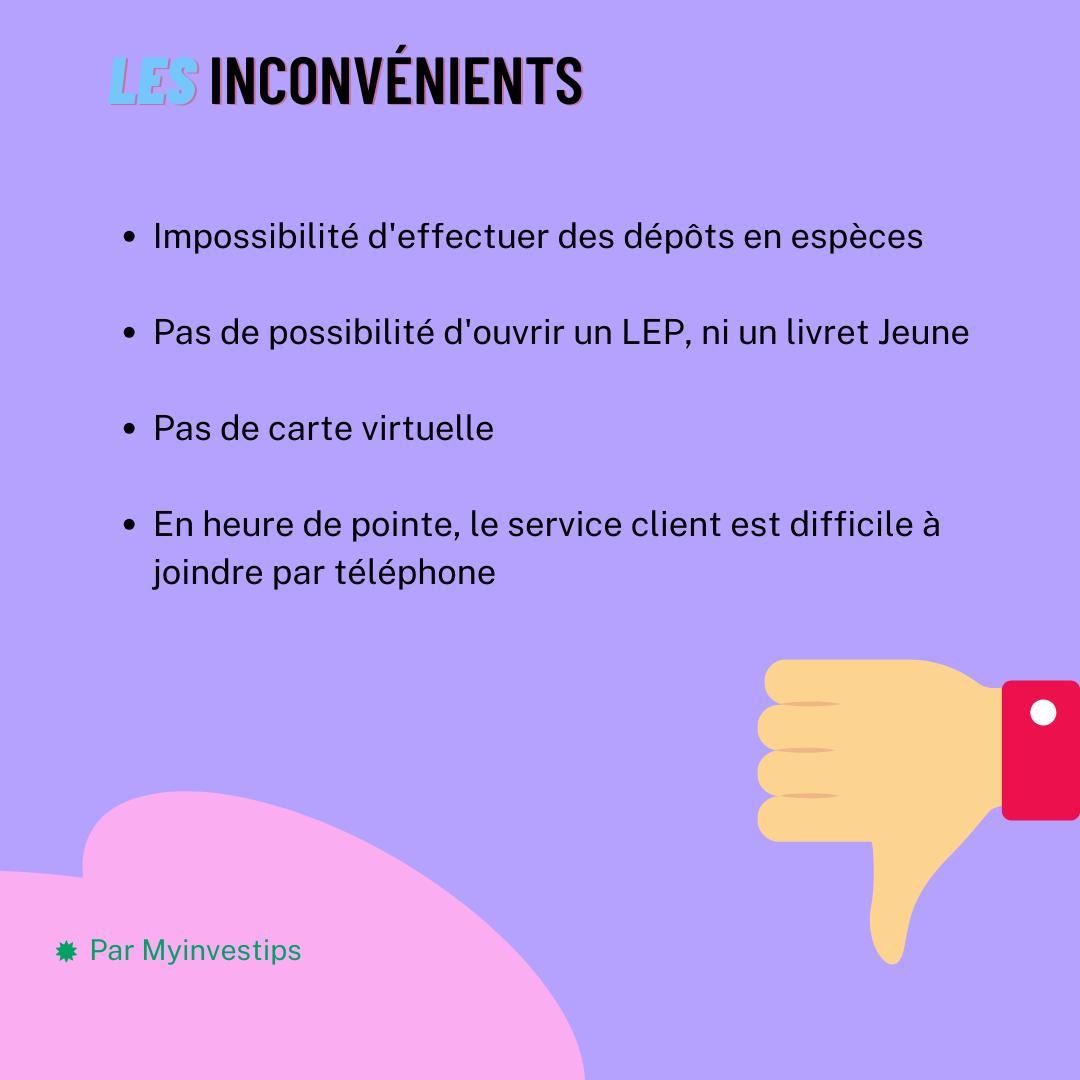 LES INCONVÉNIENTS
• Impossibilité d'effectuer des dépôts en espèces
• Pas de possibilité d'ouvrir un LEP, ni un livret Jeune
• Pas de carte virtuelle
• En heure de pointe, le service client est difficile à
joindre par téléphone
Par Myinvestips